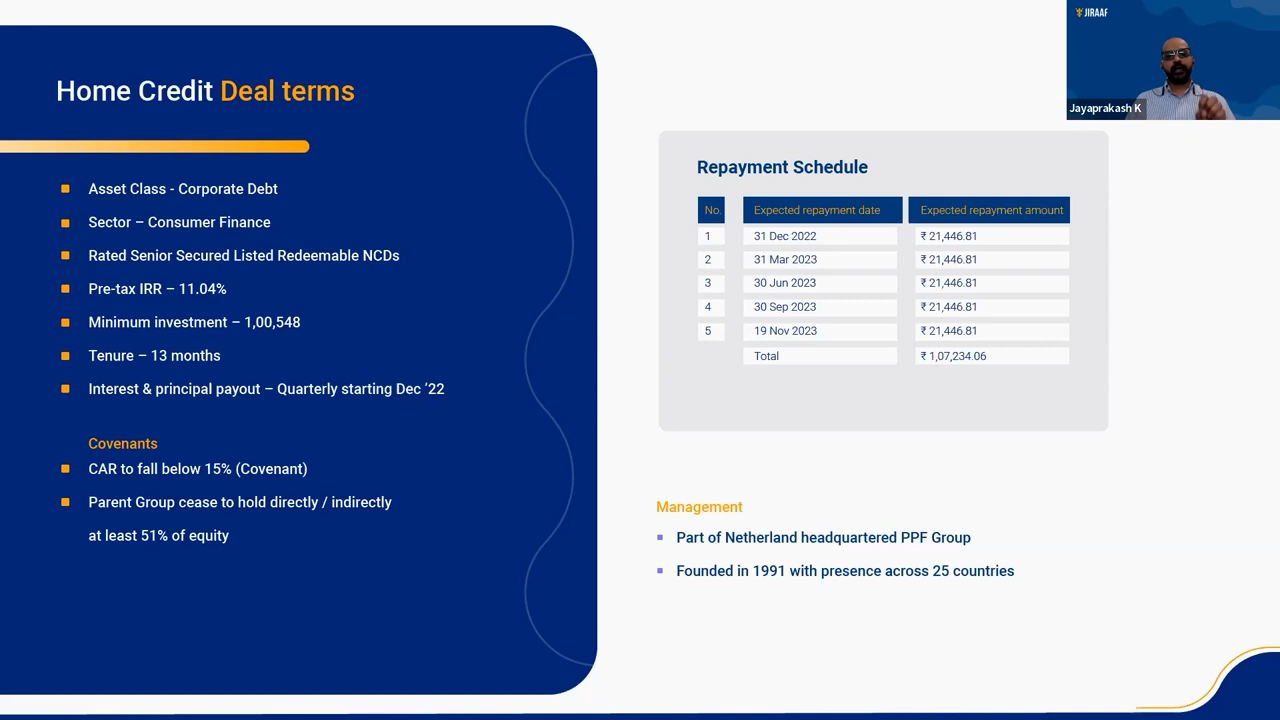 JIRAAF
Jayaprakash K
Home Credit Deal terms
Asset Class - Corporate Debt
Sector – Consumer Finance
Rated Senior Secured Listed Redeemable NCDs
Pre-tax IRR – 11.04%
Minimum investment – 1,00,548
Tenure – 13 months
Interest & principal payout – Quarterly starting Dec ’22
Covenants
CAR to fall below 15% (Covenant)
Parent Group cease to hold directly / indirectly
at least 51% of equity
Repayment Schedule
No. Expected repayment date Expected repayment amount
1 31 Dec 2022 ₹ 21,446.81
2 31 Mar 2023 ₹ 21,446.81
3 30 Jun 2023 ₹ 21,446.81
4 30 Sep 2023 ₹ 21,446.81
5 19 Nov 2023 ₹ 21,446.81
Total ₹ 1,07,234.06
Management
Part of Netherland headquartered PPF Group
Founded in 1991 with presence across 25 countries